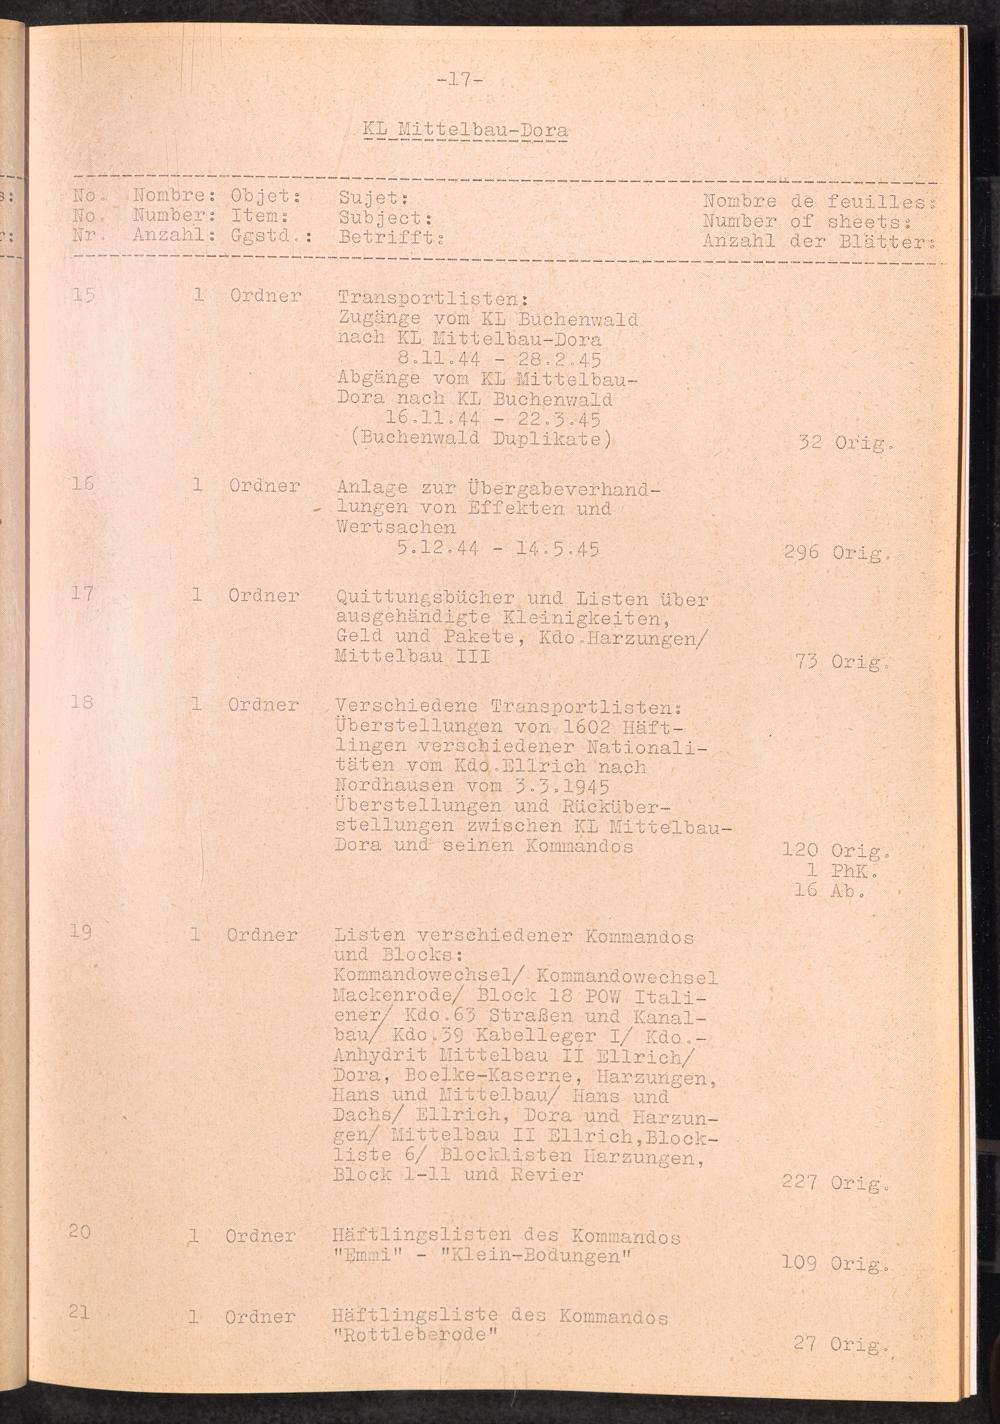 -17-
KL Mittelbau-Dora
No. Nombre: Objet: Sujet: Nombre de feuilles:
No. Number: Item: Subject: Number of sheets:
Nr. Anzahl: Ggstd.: Betrifft: Anzahl der Blätter:
15 1 Ordner Transportlisten:
Zugänge vom KL Buchenwald
nach KL Mittelbau-Dora
8.11.44 - 28.2.45
Abgänge vom KL Mittelbau-
Dora nach KL Buchenwald
16.11.44 - 22.3.45
(Buchenwald Duplikate) 32 Orig.
16 1 Ordner Anlage zur Übergabeverhand-
lungen von Effekten und
Wertsachen
5.12.44 - 14.5.45 296 Orig.
17 1 Ordner Quittungsbücher und Listen über
ausgehändigte Kleinigkeiten,
Geld und Pakete, Kdo.Harzungen/
Mittelbau III 73 Orig.
18 1 Ordner Verschiedene Transportlisten:
Überstellungen von 1602 Häft-
lingen verschiedener Nationali-
täten vom Kdo.Ellrich nach
Nordhausen vom 3.3.1945
Überstellungen und Rücküber-
stellungen zwischen KL Mittelbau-
Dora und seinen Kommandos 120 Orig.
1 PhK.
16 Ab.
19 1 Ordner Listen verschiedener Kommandos
und Blocks:
Kommandowechsel/ Kommandowechsel
Mackenrode/ Block 18 POW Itali-
ener/ Kdo.63 Straßen und Kanal-
bau/ Kdo.39 Kabelleger I/ Kdo.-
Anhydrit Mittelbau II Ellrich/
Dora, Boelke-Kaserne, Harzungen,
Hans und Mittelbau/ Hans und
Dachs/ Ellrich, Dora und Harzun-
gen/ Mittelbau II Ellrich,Block-
liste 6/ Blocklisten Harzungen,
Block 1-11 und Revier 227 Orig.
20 1 Ordner Häftlingslisten des Kommandos
"Emmi" - "Klein-Bodungen" 109 Orig.
21 1 Ordner Häftlingsliste des Kommandos
"Rottleberode" 27 Orig.